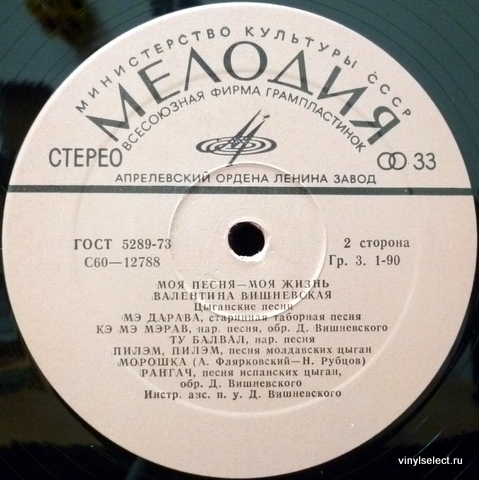 МИНИСТЕРСТВО КУЛЬТУРЫ СССР
МЕЛОДИЯ
ВСЕСОЮЗНАЯ ФИРМА ГРАМПЛАСТИНОК
СТЕРЕО
33
АПРЕЛЕВСКИЙ ОРДЕНА ЛЕНИНА ЗАВОД
ГОСТ 5289-73
2 сторона
С60—12788
Гр. 3. 1-90
МОЯ ПЕСНЯ—МОЯ ЖИЗНЬ
ВАЛЕНТИНА ВИШНЕВСКАЯ
Цыганские песни
МЭ ДАРАВА, старинная таборная песня
КЭ МЭ МЭРАВ, нар. песня, обр. Д. Вишневского
ТУ БАЛВАЛ, нар. песня
ПИЛЭМ, ПИЛЭМ, песня молдавских цыган
МОРОШКА (А. Флярковский—Н. Рубцов)
РАНГАЧ, песня испанских цыган,
обр. Д. Вишневского
Инстр. анс. п. у. Д. Вишневского
vinylselect.ru